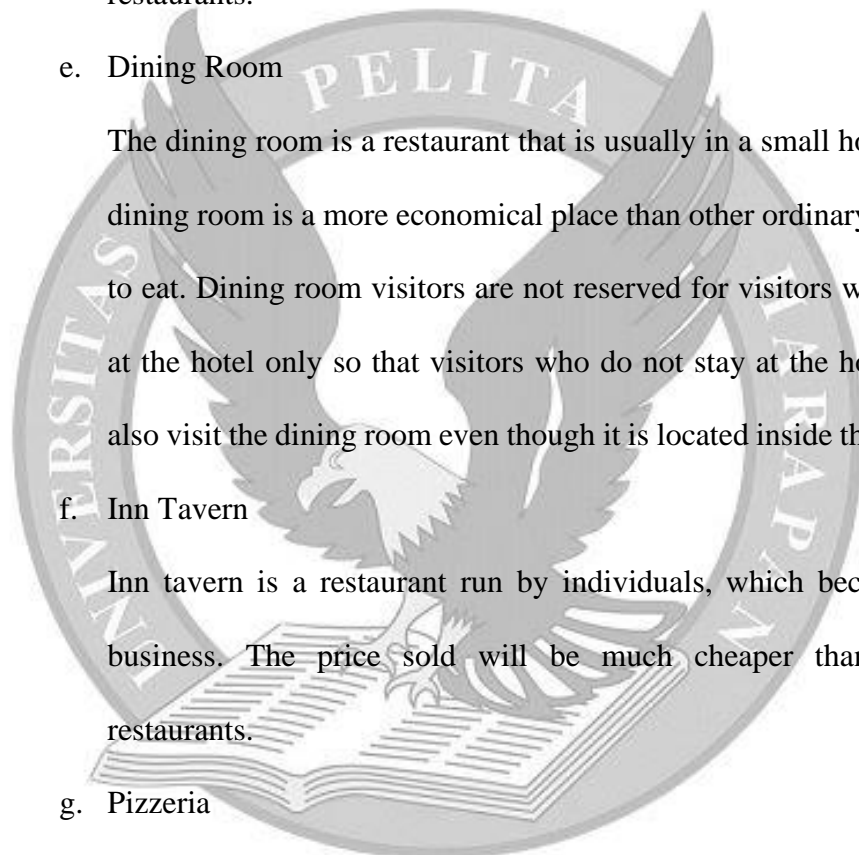 restaurants.
e. Dining Room
The dining room is a restaurant that is usually in a small
dining room is a more economical place than other ordinary
to eat. Dining room visitors are not reserved for visitors
at the hotel only so that visitors who do not stay at the
also visit the dining room even though it is located inside
f. Inn Tavern
Inn tavern is a restaurant run by individuals, which
business. The price sold will be much cheaper than
restaurants.
g. Pizzeria
UNIVERSITAS PELITA HARAPAN